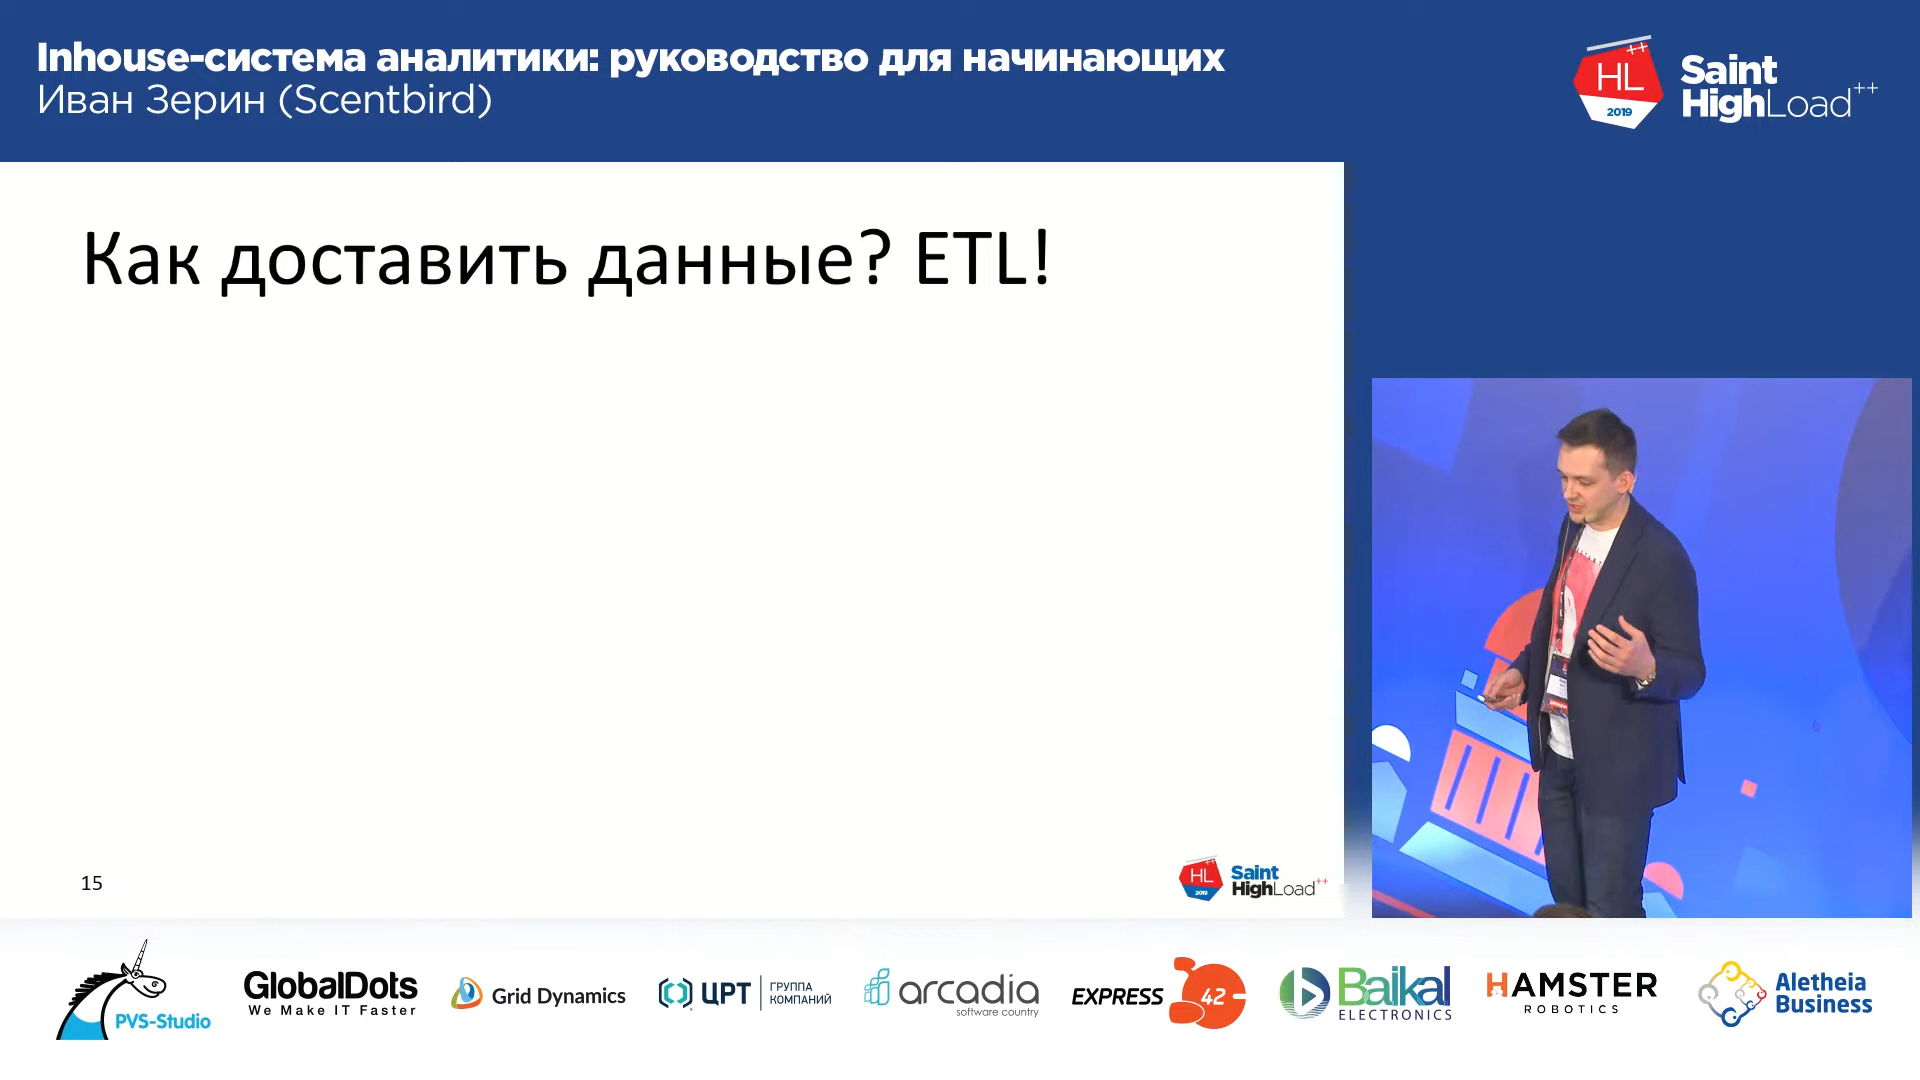 Inhouse-система аналитики: руководство для начинающих
Иван Зерин (Scentbird)
HL ++
2019
Saint
HighLoad++
Как доставить данные? ETL!
15
HL ++
2019
Saint
HighLoad++
PVS-Studio
GlobalDots
We Make IT Faster
Grid Dynamics
ЦРТ
ГРУППА
КОМПАНИЙ
arcadia
software country
EXPRESS 42
Baikal
ELECTRONICS
HAMSTER
ROBOTICS
Aletheia
Business